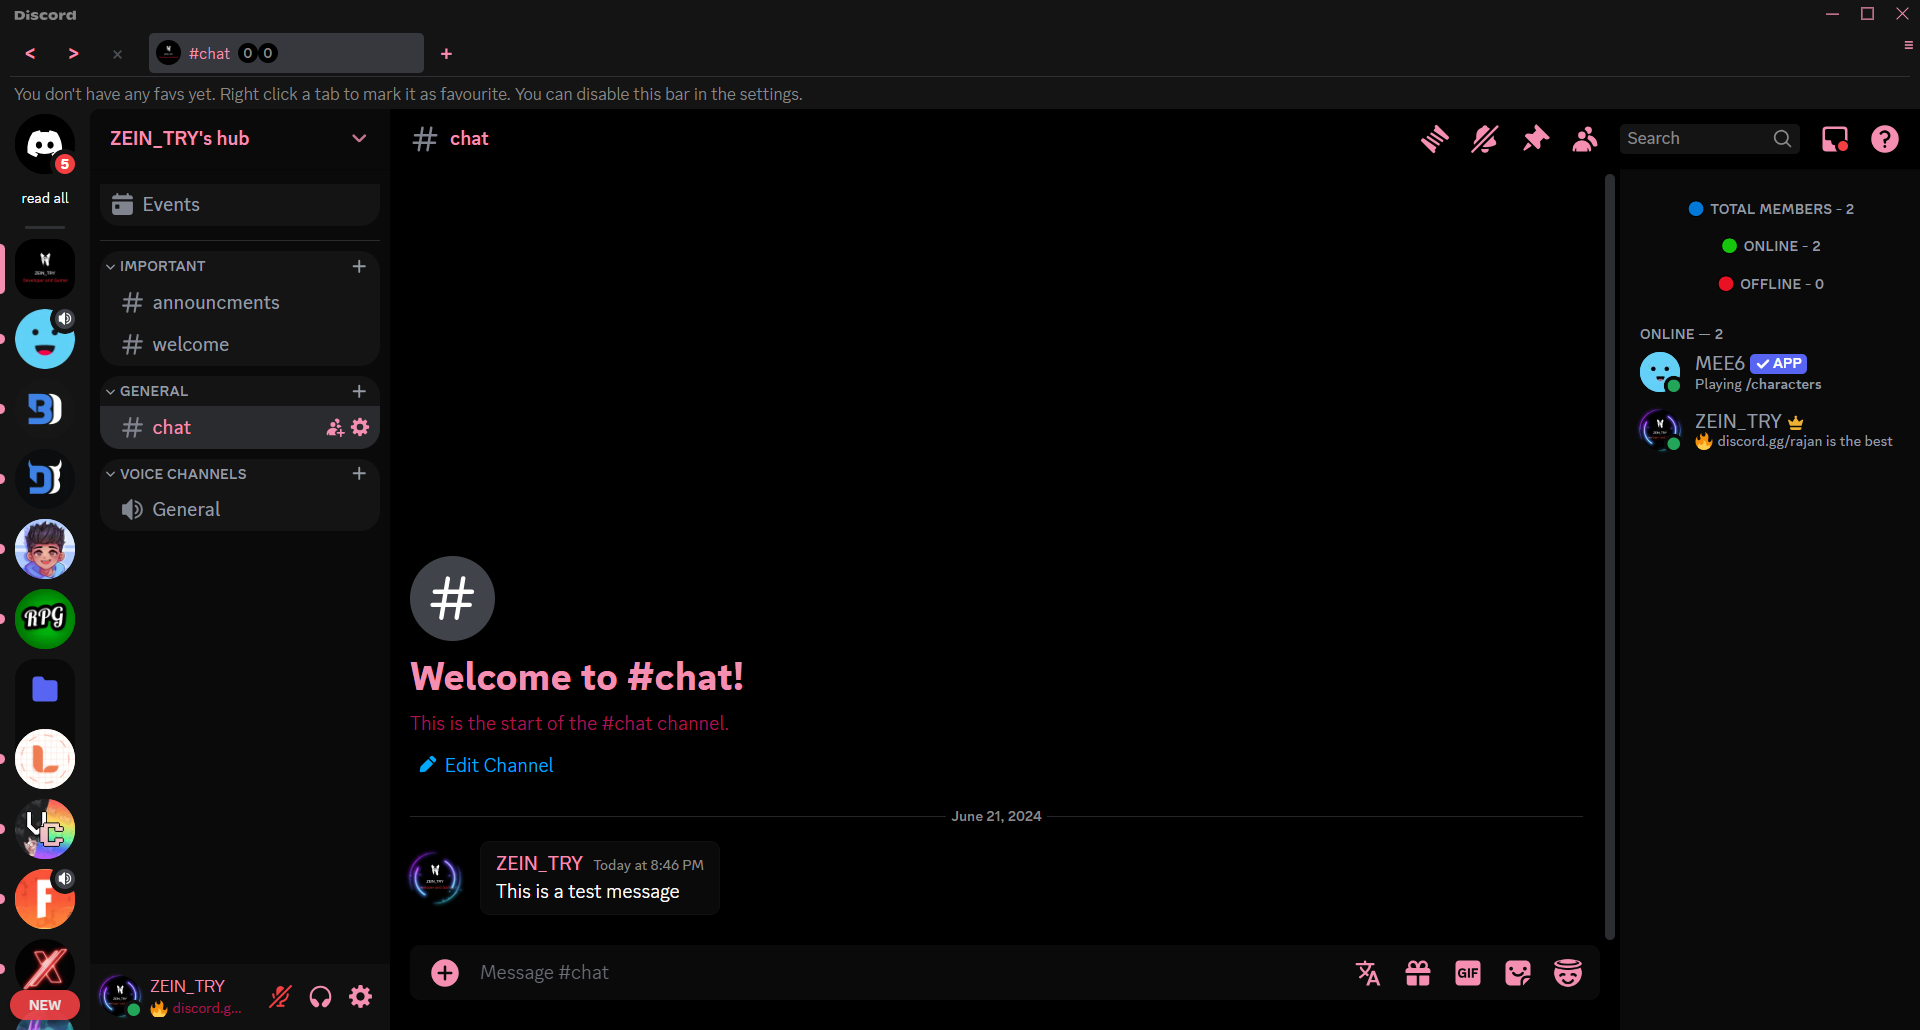 Discord
#chat 0 0
You don't have any favs yet. Right click a tab to mark it as favourite. You can disable this bar in the settings.
5
read all
RPG
NEW
ZEIN_TRY's hub
Events
IMPORTANT
announcments
welcome
GENERAL
chat
VOICE CHANNELS
General
ZEIN_TRY
discord.g...
chat
Search
Welcome to #chat!
This is the start of the #chat channel.
Edit Channel
June 21, 2024
ZEIN_TRY Today at 8:46 PM
This is a test message
Message #chat
GIF
TOTAL MEMBERS - 2
ONLINE - 2
OFFLINE - 0
ONLINE — 2
MEE6 APP
Playing /characters
ZEIN_TRY
discord.gg/rajan is the best